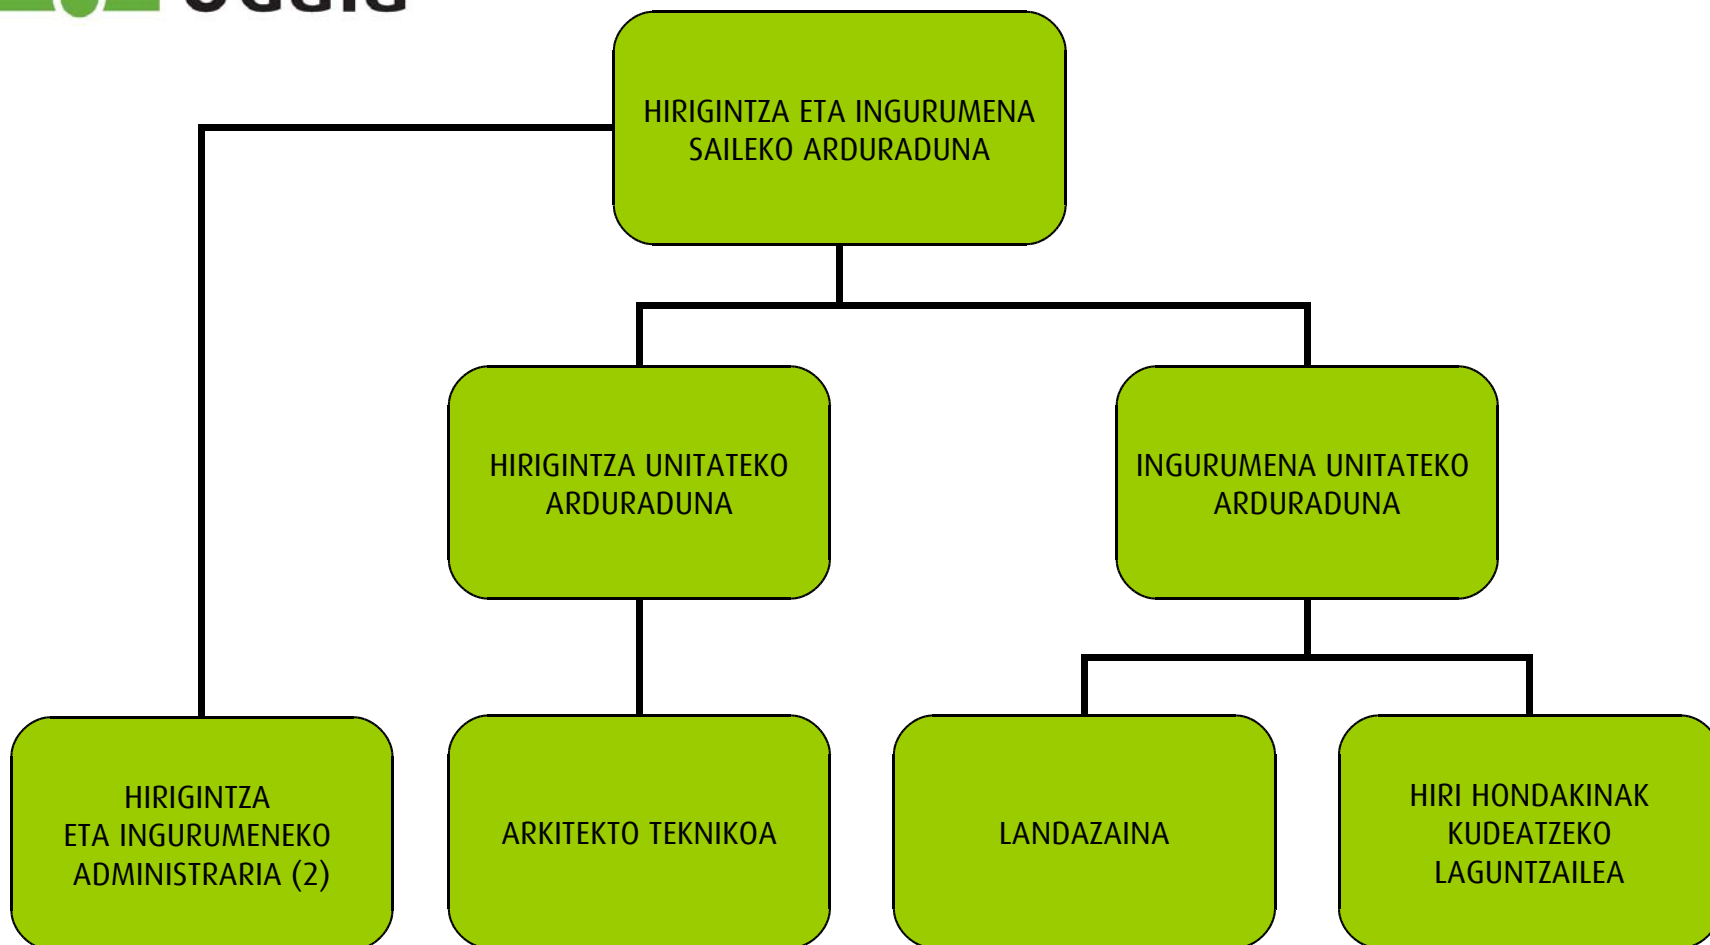 HIRIGINTZA ETA INGURUMENA
SAILEKO ARDURADUNA
HIRIGINTZA UNITATEKO
ARDURADUNA
INGURUMENA UNITATEKO
ARDURADUNA
HIRIGINTZA
ETA INGURUMENEKO
ADMINISTRARIA (2)
ARKITEKTO TEKNIKOA
LANDAZAINA
HIRI HONDAKINAK
KUDEATZEKO
LAGUNTZAILEA